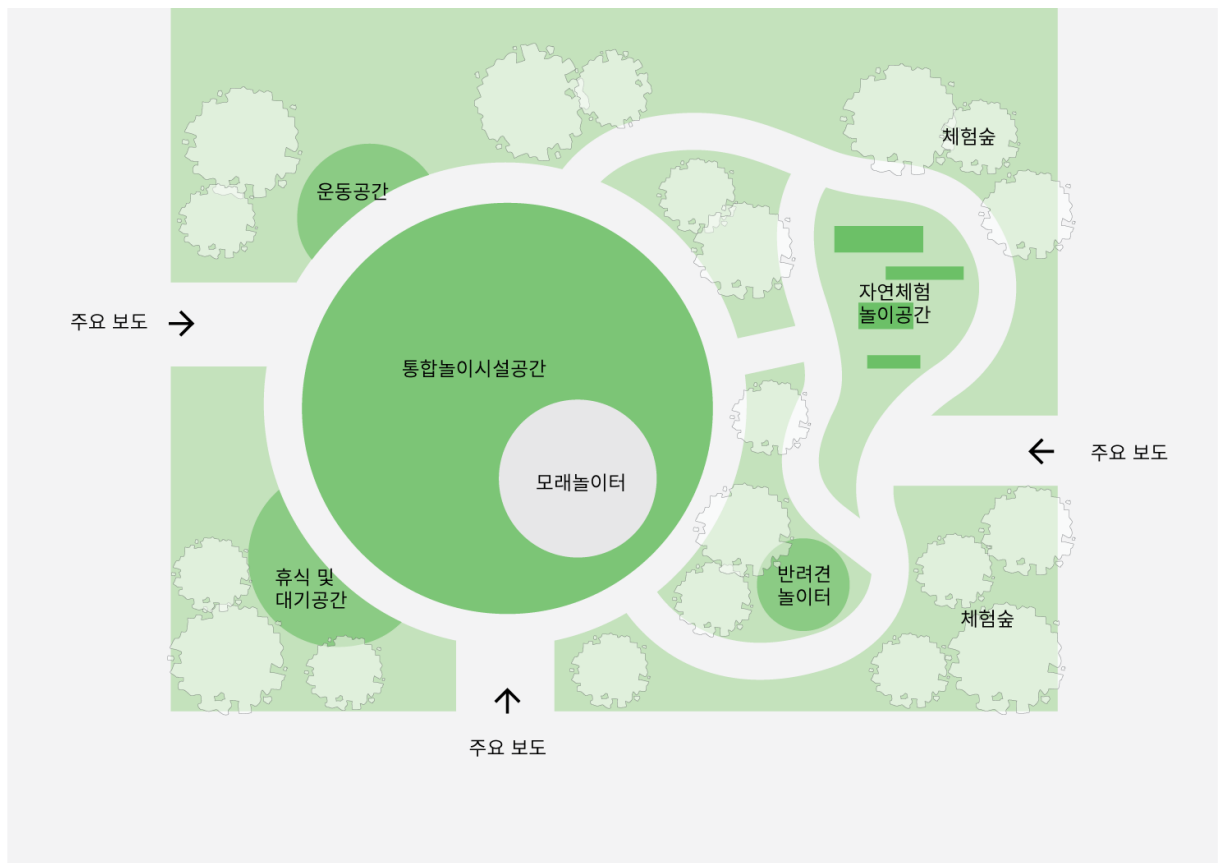 체험숲
운동공간
자연체험
놀이공간
주요 보도
통합놀이시설공간
주요 보도
모래놀이터
휴식 및
대기공간
반려견
놀이터
체험숲
주요 보도